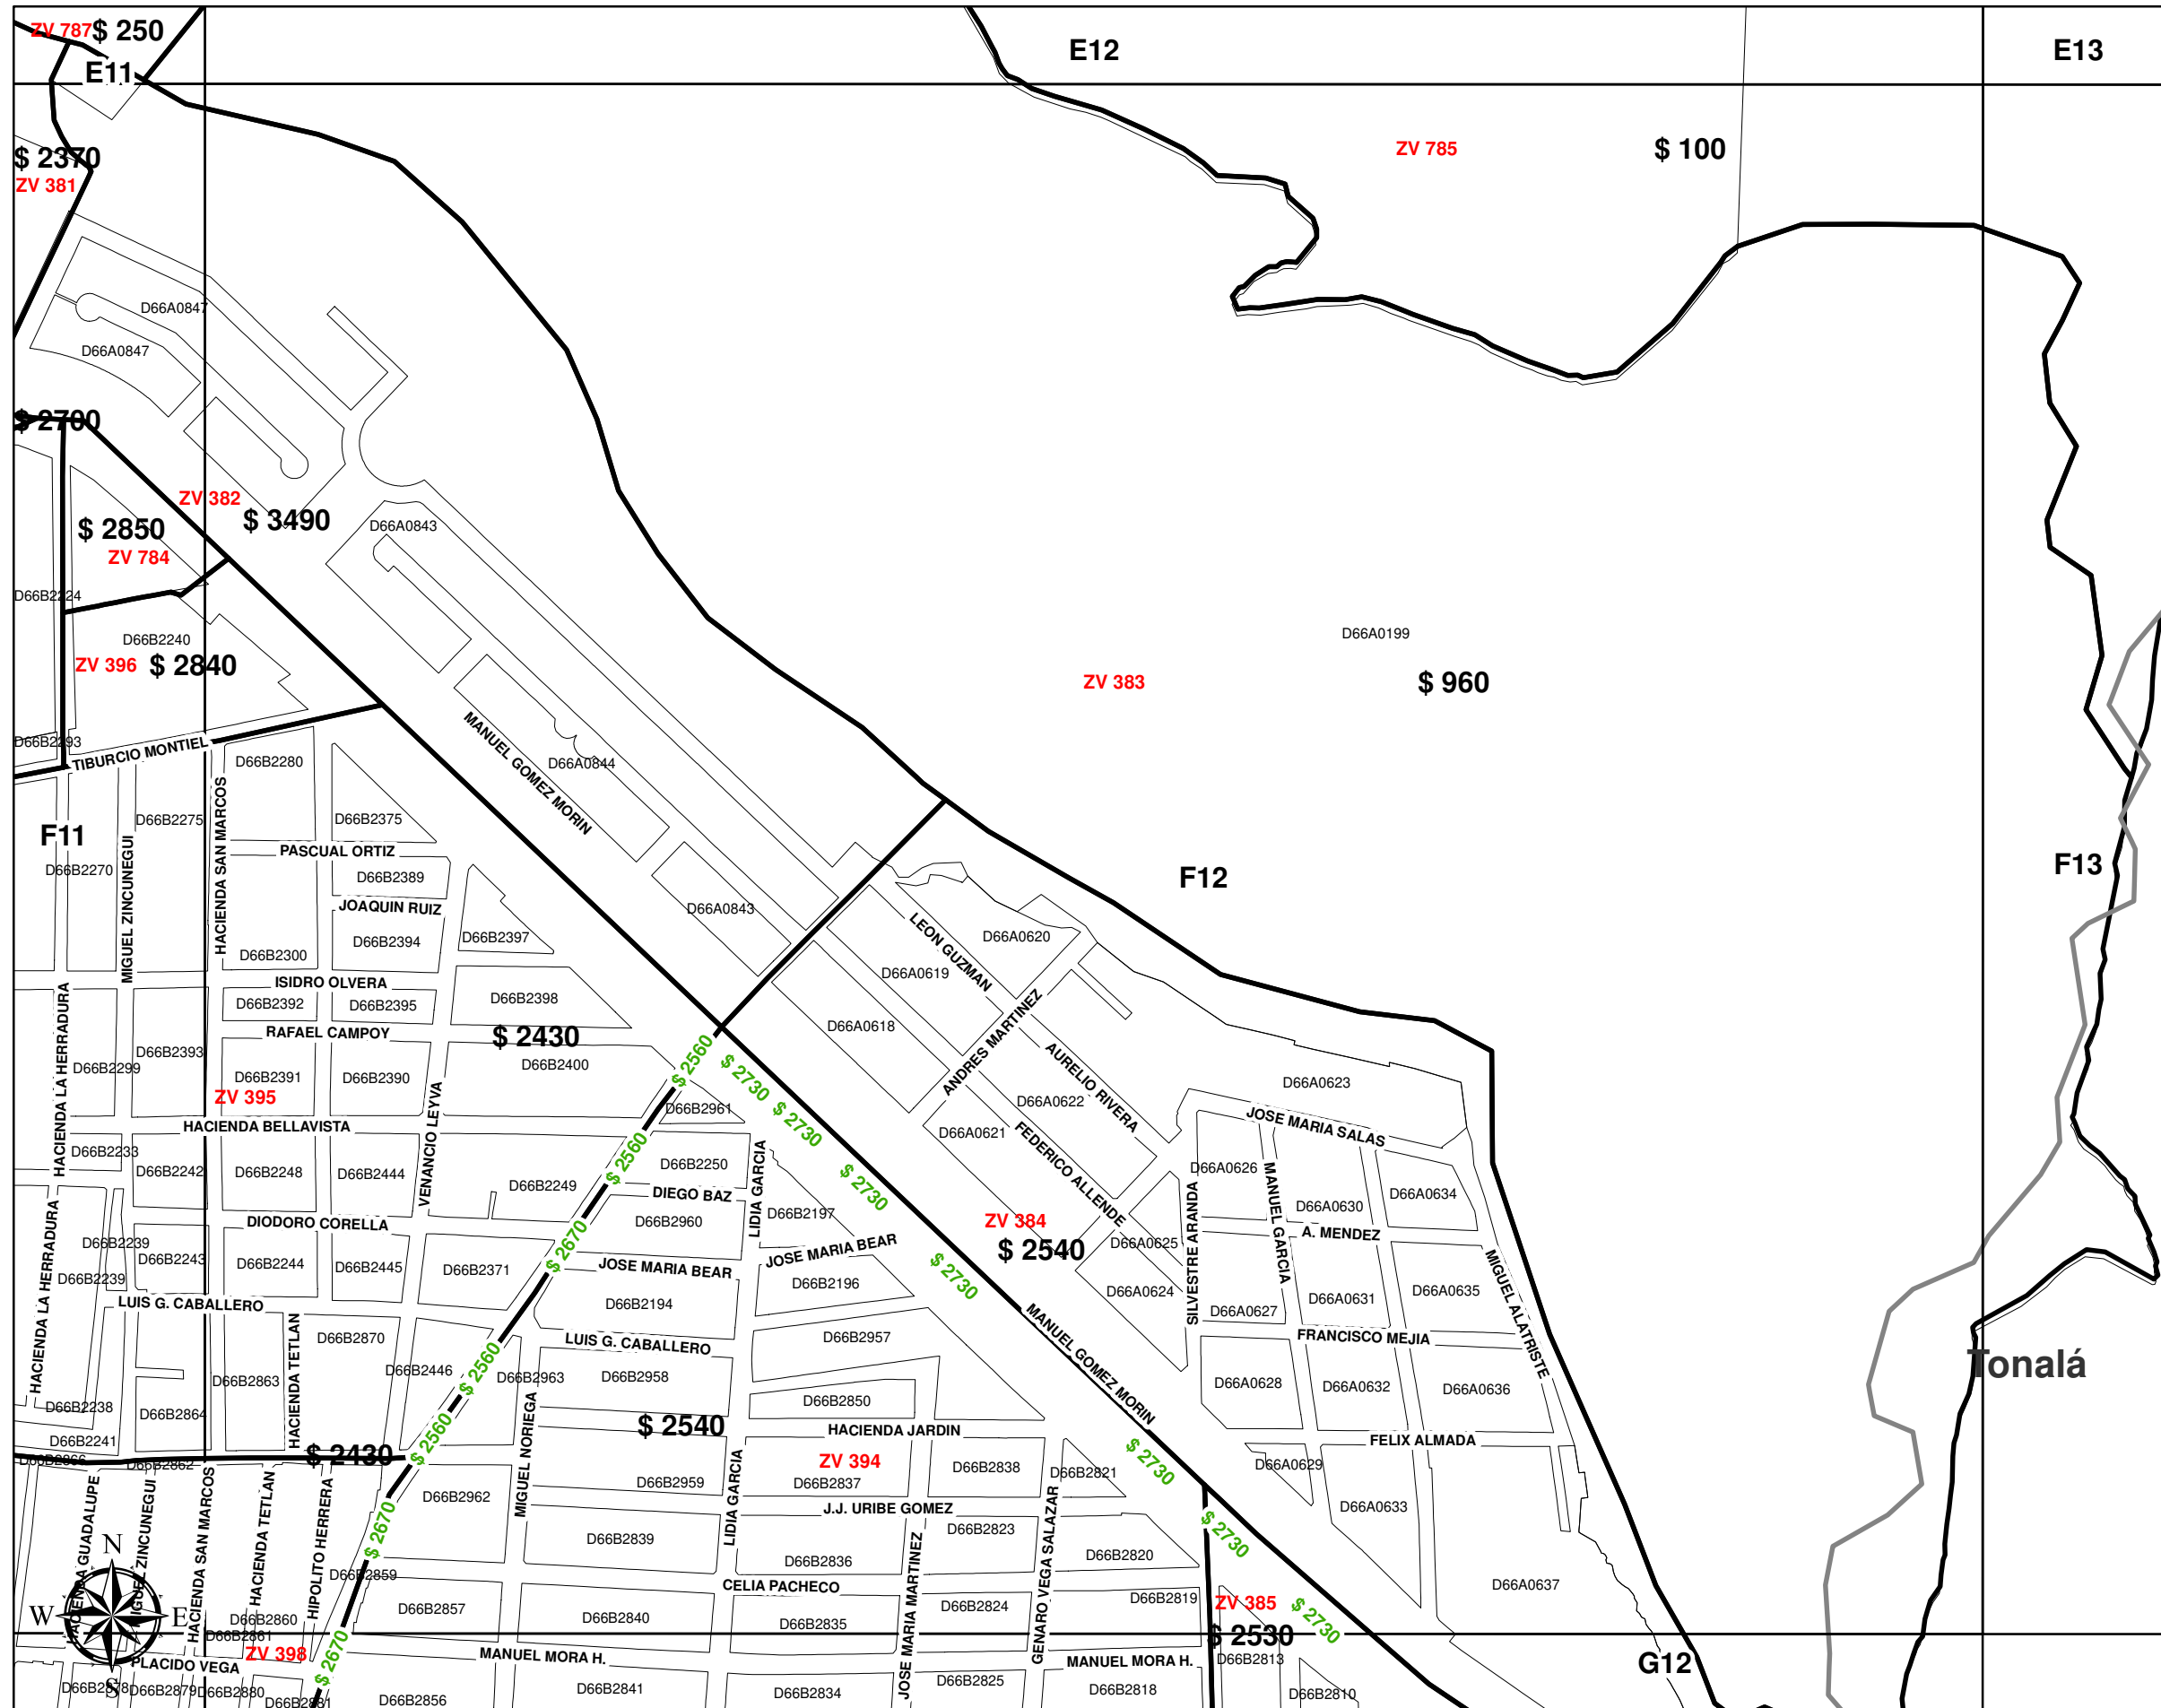 ZV 787 $ 250
E11
E12
E13
$ 2370
ZV 381
ZV 785
$ 100
D66A0847
D66A0847
$ 2700
ZV 382
$ 3490
D66A0843
$ 2850
ZV 784
D66B2224
D66B2240
ZV 396 $ 2840
D66A0199
ZV 383
$ 960
D66B2293
TIBURCIO MONTIEL
MANUEL GOMEZ MORIN
D66A0844
D66B2280
D66B2275
D66B2375
F11
MIGUEL ZINCUNEGUI
HACIENDA SAN MARCOS
PASCUAL ORTIZ
D66B2270
D66B2389
JOAQUIN RUIZ
D66A0843
F12
F13
D66B2397
D66B2394
D66B2300
LEON GUZMAN
D66A0620
D66A0619
ISIDRO OLVERA
D66B2392
D66B2395
D66B2398
HACIENDA LA HERRADURA
RAFAEL CAMPOY
$ 2430
D66A0618
ANDRES MARTINEZ
D66B2393
D66B2299
D66B2391
D66B2390
D66B2400
$ 2560
$ 2730
$ 2730
AURELIO RIVERA
D66A0623
ZV 395
VENANCIO LEYVA
D66B2961
D66A0622
JOSE MARIA SALAS
HACIENDA BELLAVISTA
D66A0621
FEDERICO ALLENDE
D66B2233
D66B2242
D66B2248
D66B2444
$ 2560
D66B2250
LIDIA GARCIA
$ 2730
D66A0626
MANUEL GARCIA
D66B2249
DIEGO BAZ
D66A0634
D66A0630
HACIENDA LA HERRADURA
DIODORO CORELLA
D66B2960
D66B2197
ZV 384
$ 2540
A. MENDEZ
D66B2239
D66B2243
D66B2244
D66B2445
D66B2371
$ 2670
JOSE MARIA BEAR
JOSE MARIA BEAR
$ 2730
D66A0625
SILVESTRE ARANDA
MIGUEL ALATRISTE
D66B2239
D66B2196
D66A0624
D66A0635
D66A0631
LUIS G. CABALLERO
D66B2194
D66A0627
D66B2870
LUIS G. CABALLERO
D66B2957
MANUEL GOMEZ MORIN
FRANCISCO MEJIA
HACIENDA TETLAN
$ 2560
Tonalá
D66B2446
D66B2963
D66B2958
D66B2863
D66A0628
D66A0632
D66A0636
D66B2238
D66B2864
D66B2850
MIGUEL NORIEGA
$ 2540
HACIENDA JARDIN
FELIX ALMADA
D66B2241
$ 2430
$ 2560
$ 2730
D66B2866
D66B2862
ZV 394
D66B2838
D66B2821
D66A0629
D66B2959
D66B2837
D66B2962
LIDIA GARCIA
J.J. URIBE GOMEZ
D66A0633
HACIENDA GUADALUPE
MIGUEL ZINCUNEGUI
HACIENDA SAN MARCOS
HACIENDA TETLAN
HIPOLITO HERRERA
$ 2670
D66B2839
D66B2823
GENARO VEGA SALAZAR
$ 2730
N
D66B2836
D66B2820
D66B2859
CELIA PACHECO
JOSE MARIA MARTINEZ
D66A0637
W
E
D66B2857
D66B2840
D66B2835
D66B2824
D66B2819
ZV 385
$ 2730
D66B2860
D66B2861
$ 2530
ZV 398
$ 2670
MANUEL MORA H.
MANUEL MORA H.
D66B2813
G12
PLACIDO VEGA
S
D66B2879
D66B2880
D66B2881
D66B2856
D66B2841
D66B2834
D66B2825
D66B2818
D66B2810